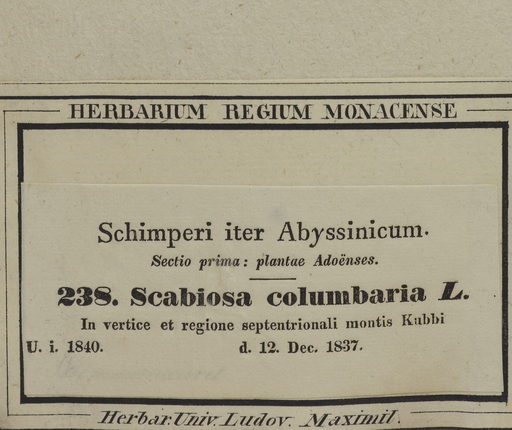 HERBARIUM REGIUM MONACENSE
Schimperi iter Abyssinicum.
Sectio prima: plantae Adoënses.
238. Scabiosa columbaria L.
In vertice et regione septentrionali montis Kubbi
U. i. 1840. d. 12. Dec. 1837.
Herbar. Univ. Ludov. Maximil.